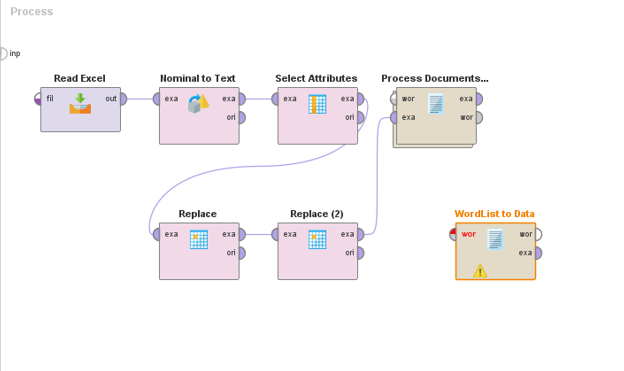 Process
inp
Read Excel
fil
out
Nominal to Text
exa
exa
ori
Select Attributes
exa
exa
ori
Process Documents...
wor
exa
exa
wor
Replace
exa
exa
ori
Replace (2)
exa
exa
ori
WordList to Data
wor
wor
exa